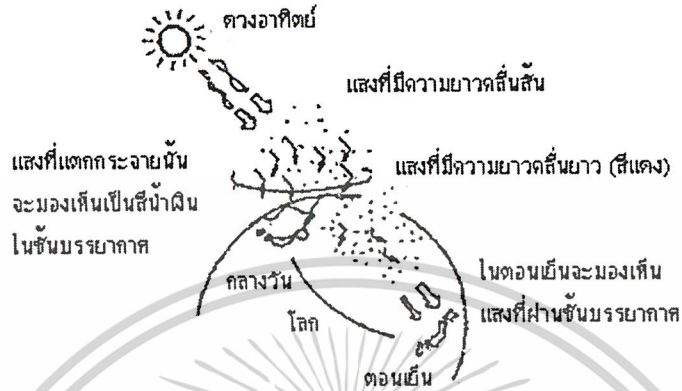 ดวงอาทิตย์
แสงที่มีความยาวคลื่นสั้น
แสงที่แตกกระจายนั้น
จะมองเห็นเป็นสีน้ำเงิน
ในชั้นบรรยากาศ
แสงที่มีความยาวคลื่นยาว (สีแดง)
กลางวัน
โลก
ในตอนเย็นจะมองเห็น
แสงที่ผ่านชั้นบรรยากาศ
ตอนเย็น